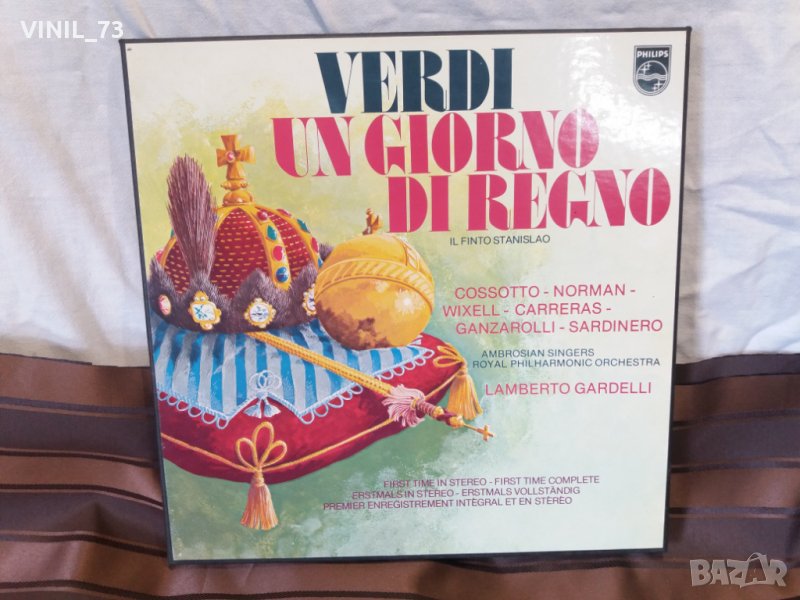 VINIL_73
PHILIPS
VERDI
UN GIORNO
DI REGNO
IL FINTO STANISLAO
COSSOTTO - NORMAN -
WIXELL - CARRERAS -
GANZAROLLI - SARDINERO
AMBROSIAN SINGERS
ROYAL PHILHARMONIC ORCHESTRA
LAMBERTO GARDELLI
FIRST TIME IN STEREO - FIRST TIME COMPLETE
ERSTMALS IN STEREO - ERSTMALS VOLLSTÄNDIG
PREMIER ENREGISTREMENT INTÉGRAL ET EN STÉRÉO
BAZAR